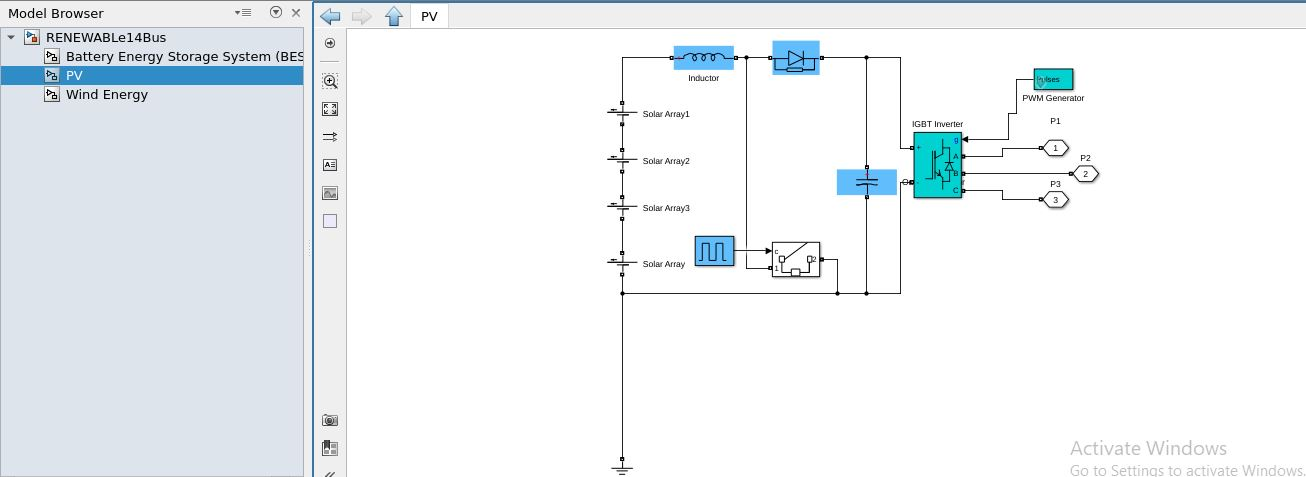 Model Browser
RENEWABLe14Bus
Battery Energy Storage System (BES
PV
Wind Energy
PV
Inductor
Solar Array1
Solar Array2
Solar Array3
Solar Array
c
1
2
IGBT Inverter
g
+
A
B
-
C
PWM Generator
P1
1
P2
2
P3
3
Activate Windows
Go to Settings to activate Windows.